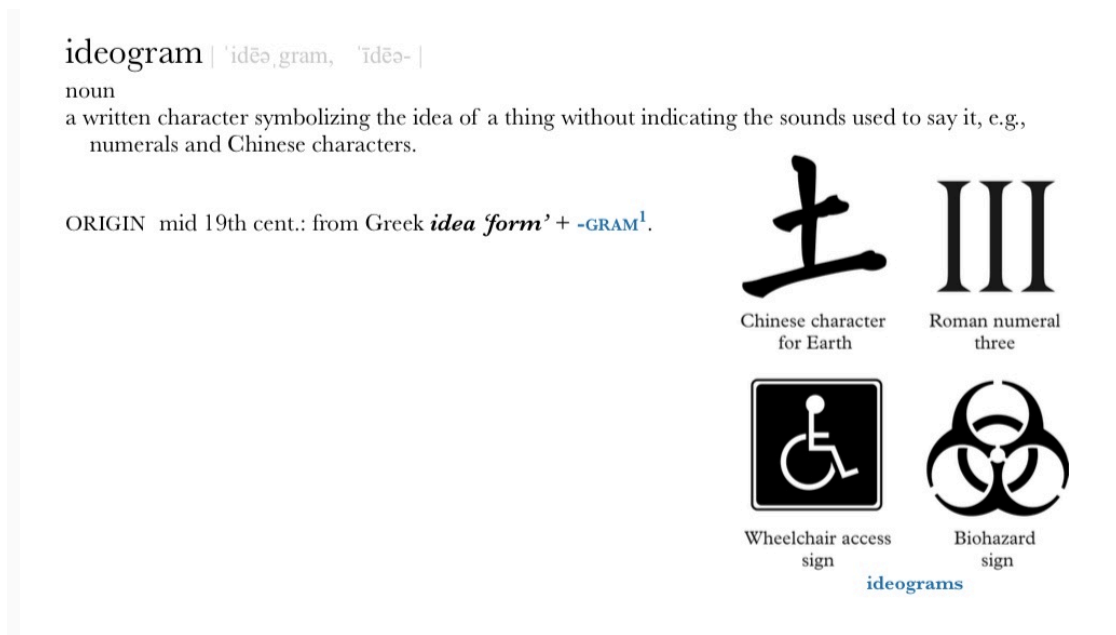 ideogram | ˈidēəˌgram, ˈīdēə- |
noun
a written character symbolizing the idea of a thing without indicating the sounds used to say it, e.g.,
numerals and Chinese characters.
ORIGIN mid 19th cent.: from Greek idea ‘form’ + -GRAM¹.
土 III
Chinese character
for Earth
Roman numeral
three
Wheelchair access
sign
Biohazard
sign
ideograms